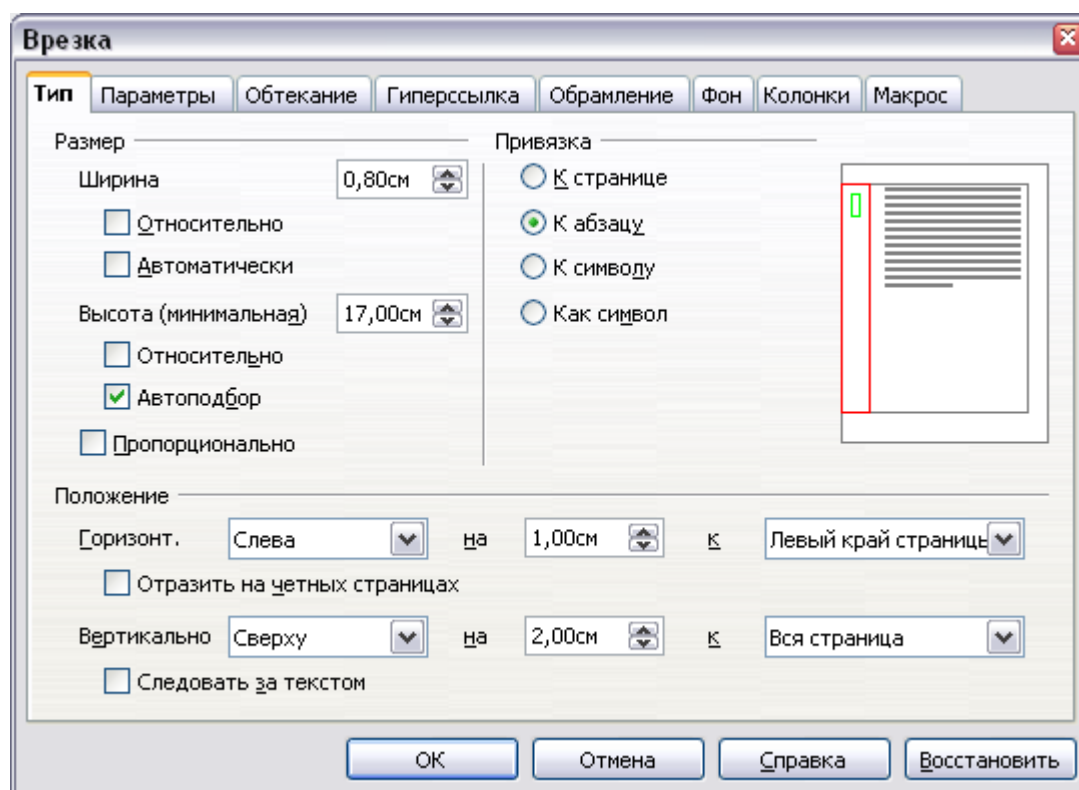 Врезка
Тип Параметры Обтекание Гиперссылка Обрамление Фон Колонки Макрос
Размер
Ширина 0,80см
Относительно
Автоматически
Высота (минимальная) 17,00см
Относительно
Автоподбор
Пропорционально
Привязка
К странице
К абзацу
К символу
Как символ
Положение
Горизонт. Слева на 1,00см к Левый край страницы
Отразить на четных страницах
Вертикально Сверху на 2,00см к Вся страница
Следовать за текстом
ОК Отмена Справка Восстановить